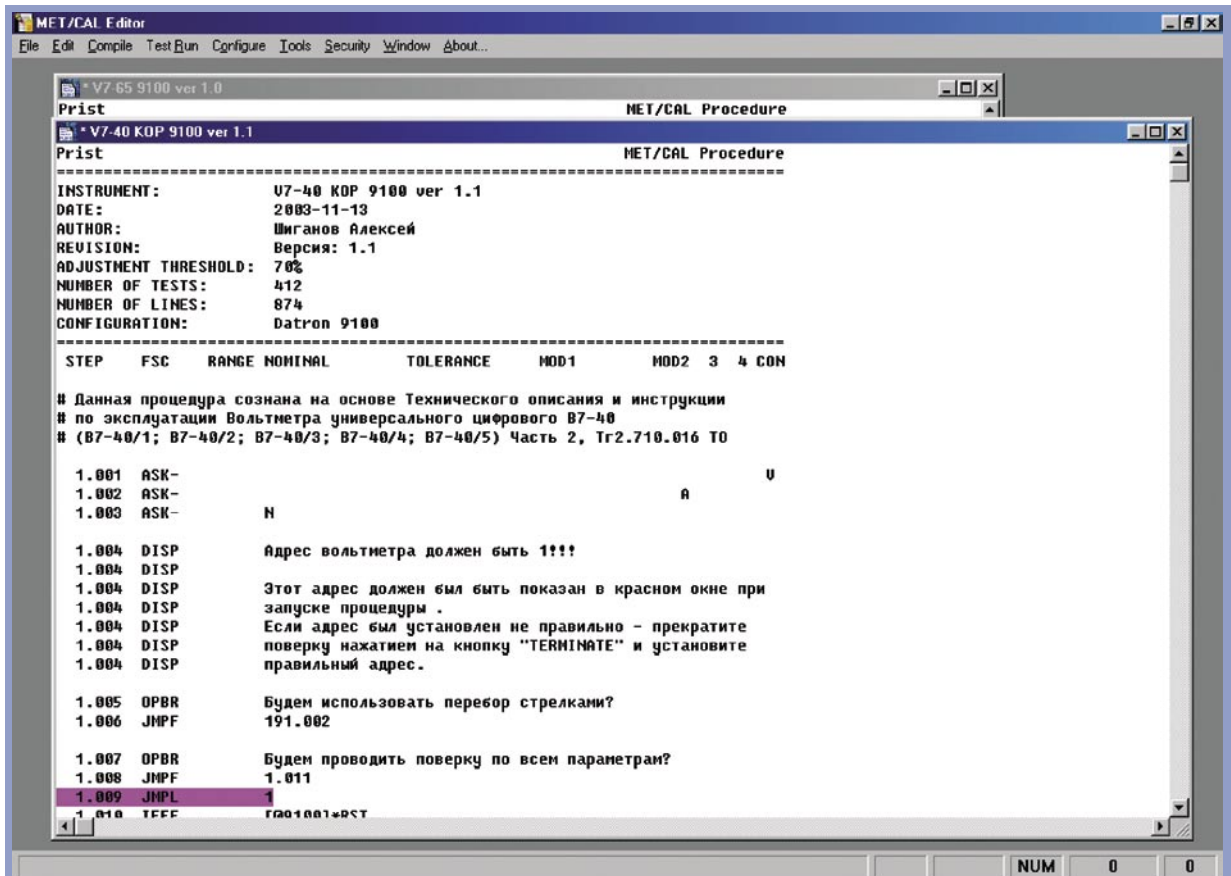 MET/CAL Editor
File Edit Compile Test Run Configure Tools Security Window About...
* V7-65 9100 ver 1.0
Prist MET/CAL Procedure
* V7-40 KOP 9100 ver 1.1
Prist MET/CAL Procedure
INSTRUMENT: V7-40 KOP 9100 ver 1.1
DATE: 2003-11-13
AUTHOR: Шиганов Алексей
REVISION: Версия: 1.1
ADJUSTMENT THRESHOLD: 70%
NUMBER OF TESTS: 412
NUMBER OF LINES: 874
CONFIGURATION: Datron 9100
STEP FSC RANGE NOMINAL TOLERANCE MOD1 MOD2 3 4 CON
# Данная процедура сознана на основе Технического описания и инструкции
# по эксплуатации Вольтметра универсального цифрового В7-40
# (В7-40/1; В7-40/2; В7-40/3; В7-40/4; В7-40/5) Часть 2, Тг2.710.016 ТО
1.001 ASK- V
1.002 ASK- A
1.003 ASK- N
1.004 DISP Адрес вольтметра должен быть 1!!!
1.004 DISP
1.004 DISP Этот адрес должен был быть показан в красном окне при
1.004 DISP запуске процедуры .
1.004 DISP Если адрес был установлен не правильно - прекратите
1.004 DISP поверку нажатием на кнопку "TERMINATE" и установите
1.004 DISP правильный адрес.
1.005 OPBR Будем использовать перебор стрелками?
1.006 JMPF 191.002
1.007 OPBR Будем проводить поверку по всем параметрам?
1.008 JMPF 1.011
1.009 JMPL 1
1.010 IEEE [@9100]*RST
NUM 0 0